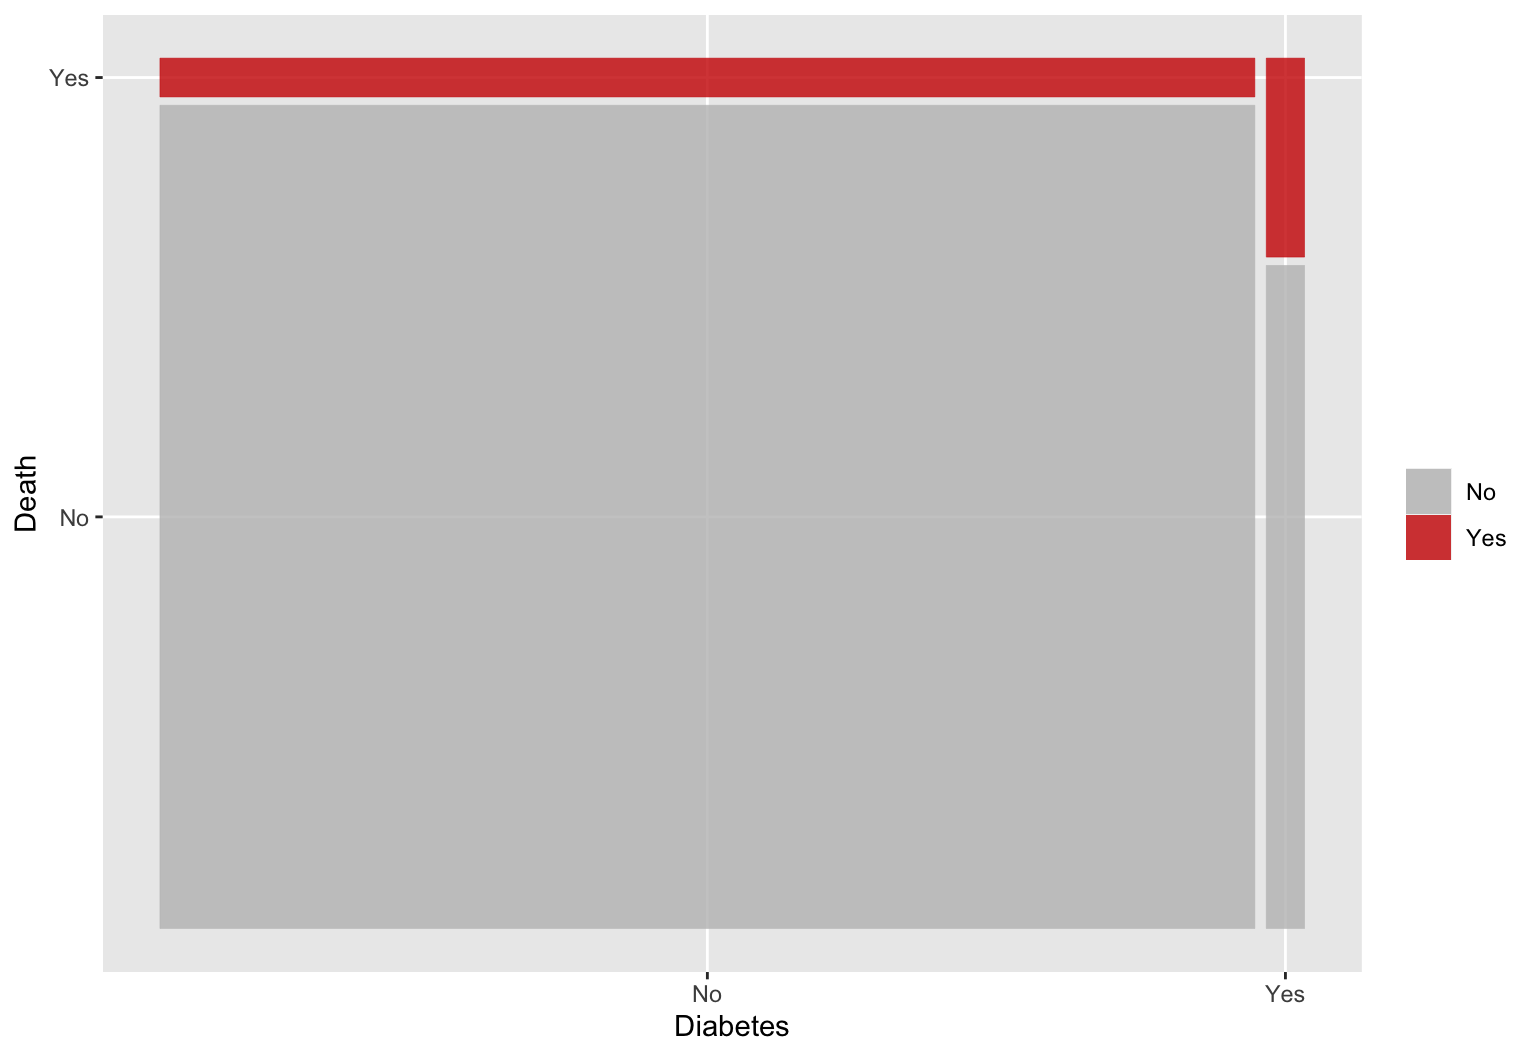 Yes
No
Death
No
Yes
Diabetes
No
Yes